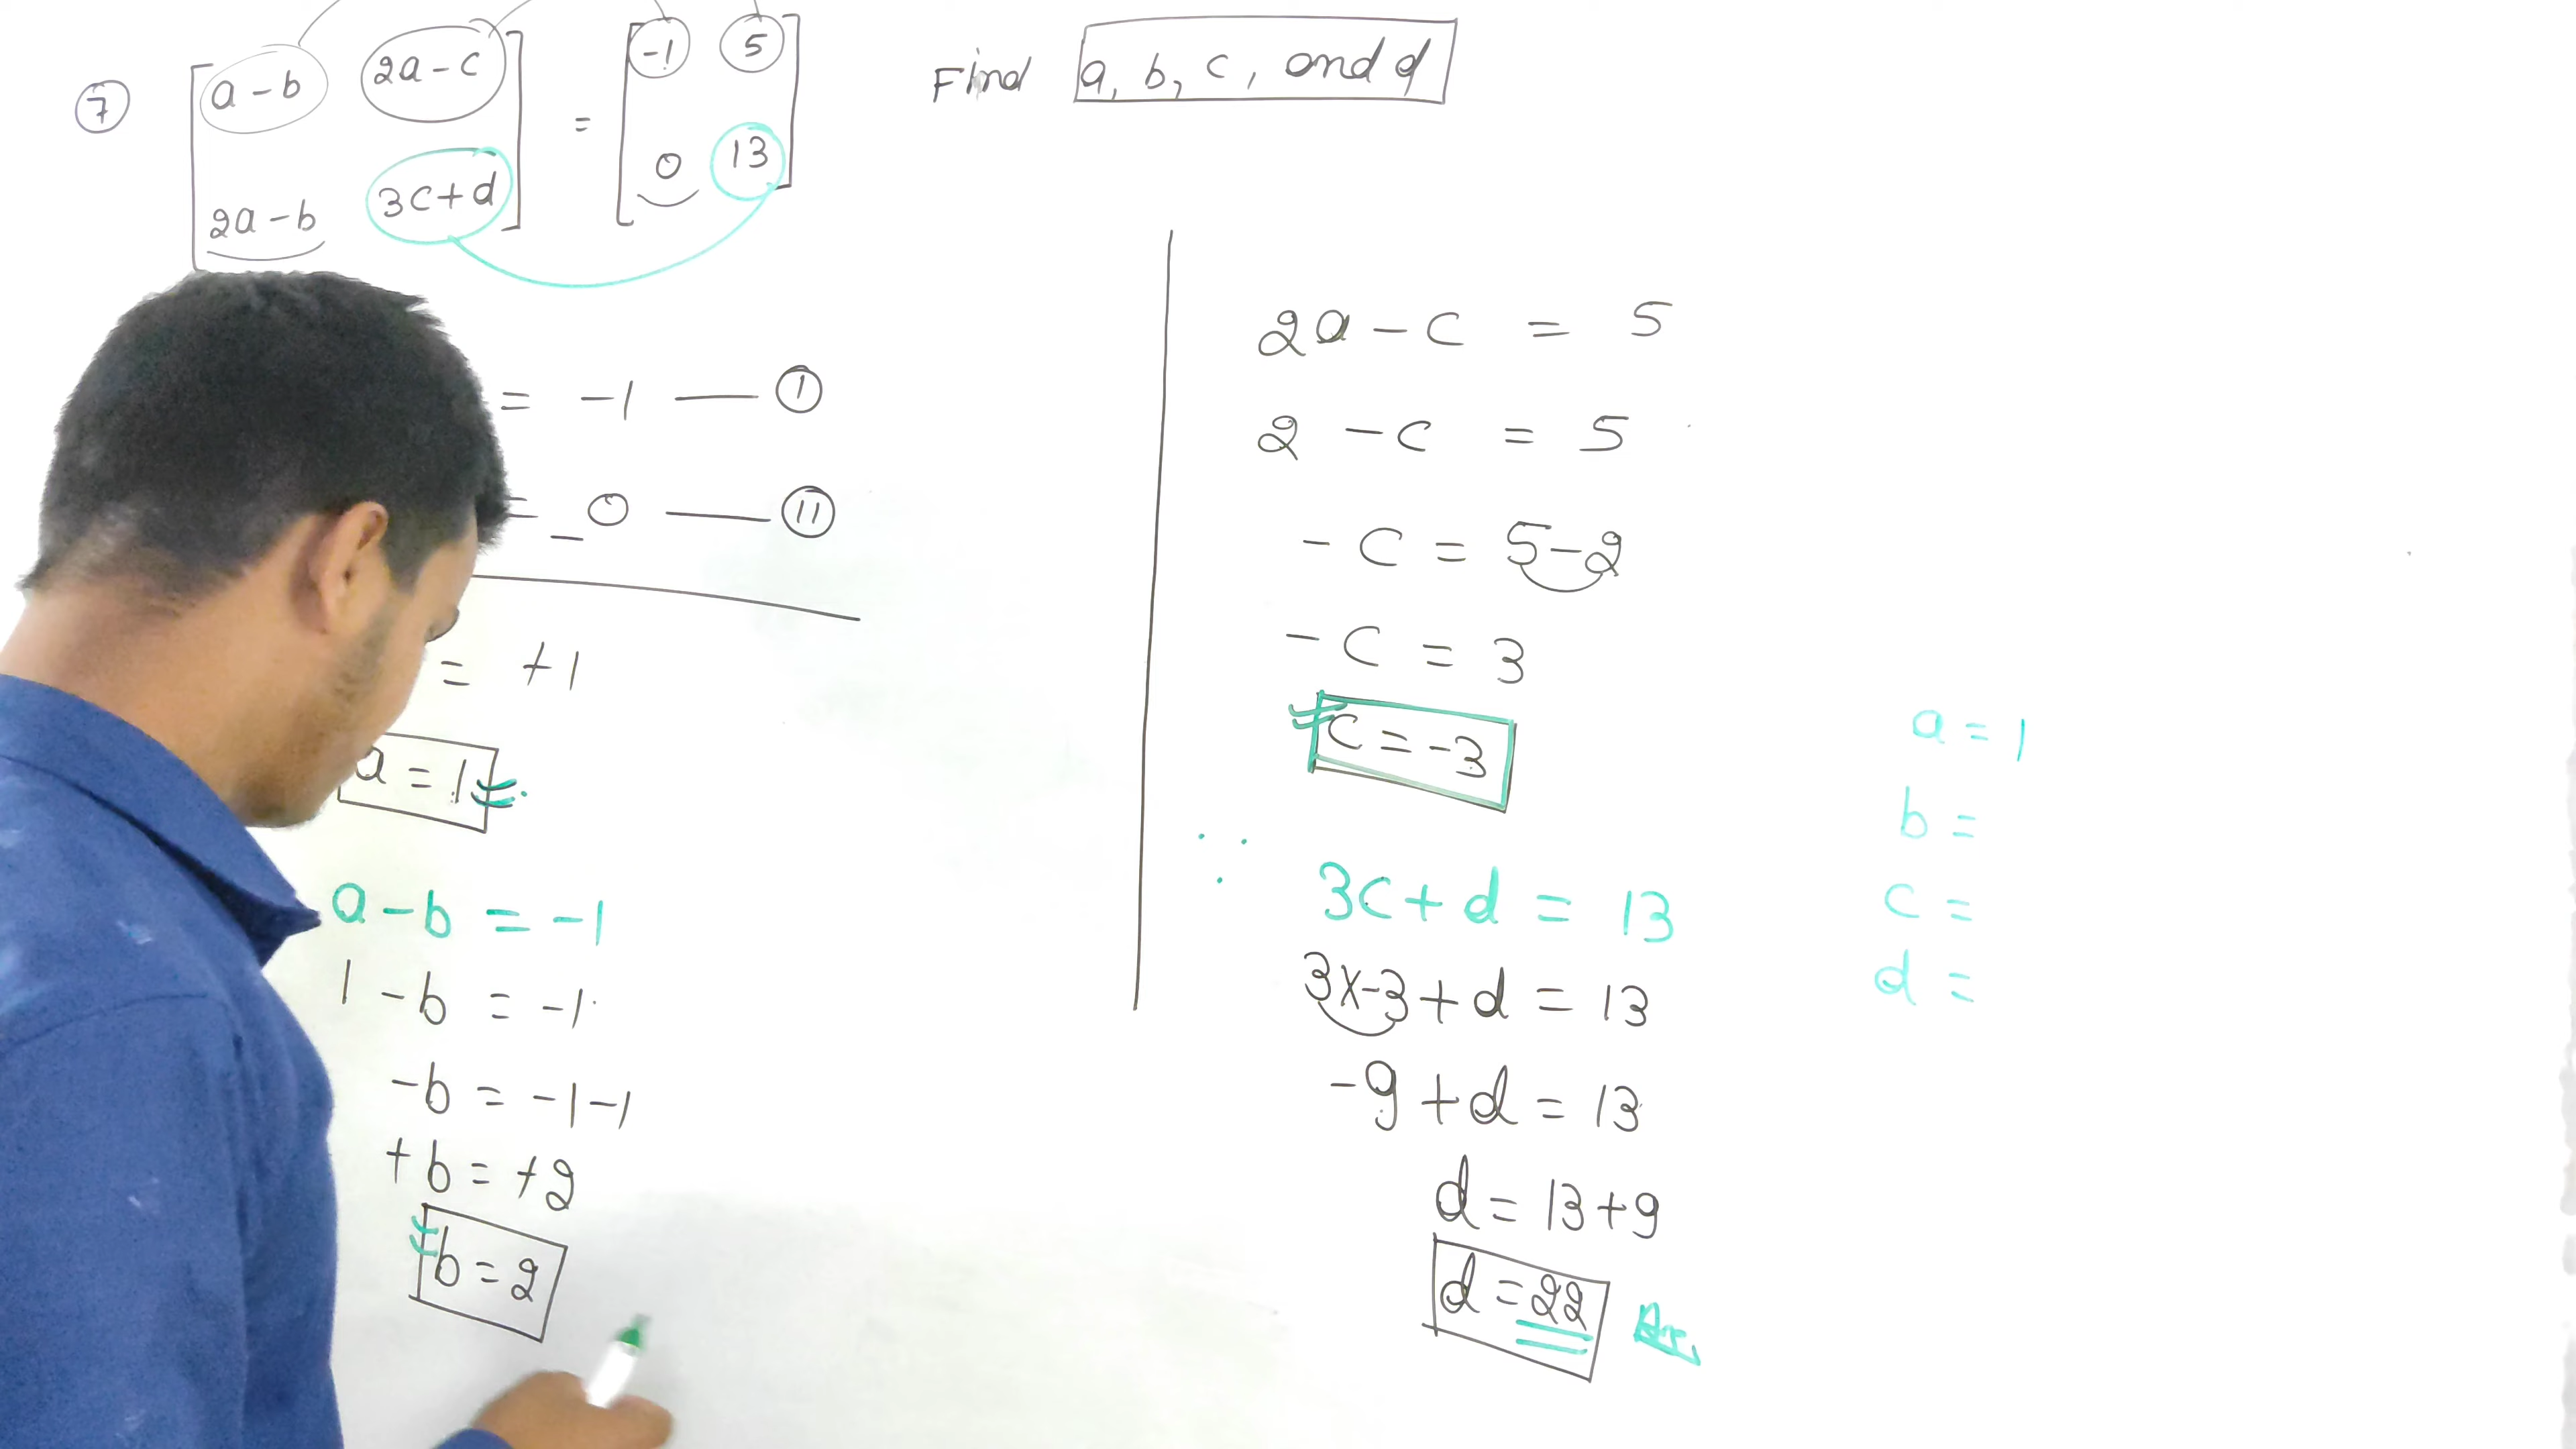 7 [a-b 2a-c] = [-1 5] Find a, b, c, and d
[2a-b 3c+d] [0 13]
= -1 — 1
= 0 — 11
= +1
a = 1
a - b = -1
1 - b = -1
-b = -1-1
+b = +2
b = 2
2a - c = 5
2 - c = 5
- c = 5-2
- c = 3
c = -3
∵ 3c + d = 13
3x-3 + d = 13
-9 + d = 13
d = 13+9
d = 22
a = 1
b =
c =
d =